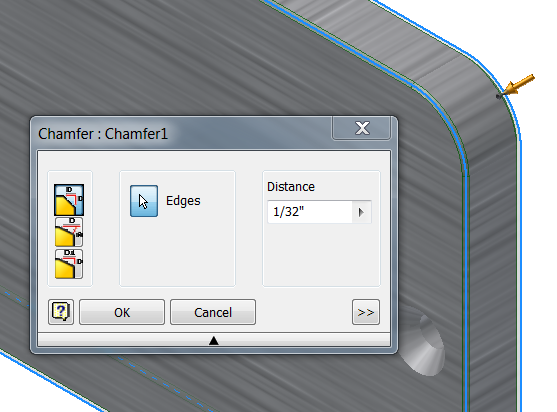 Chamfer : Chamfer1
Edges
Distance
1/32"
OK
Cancel
>>